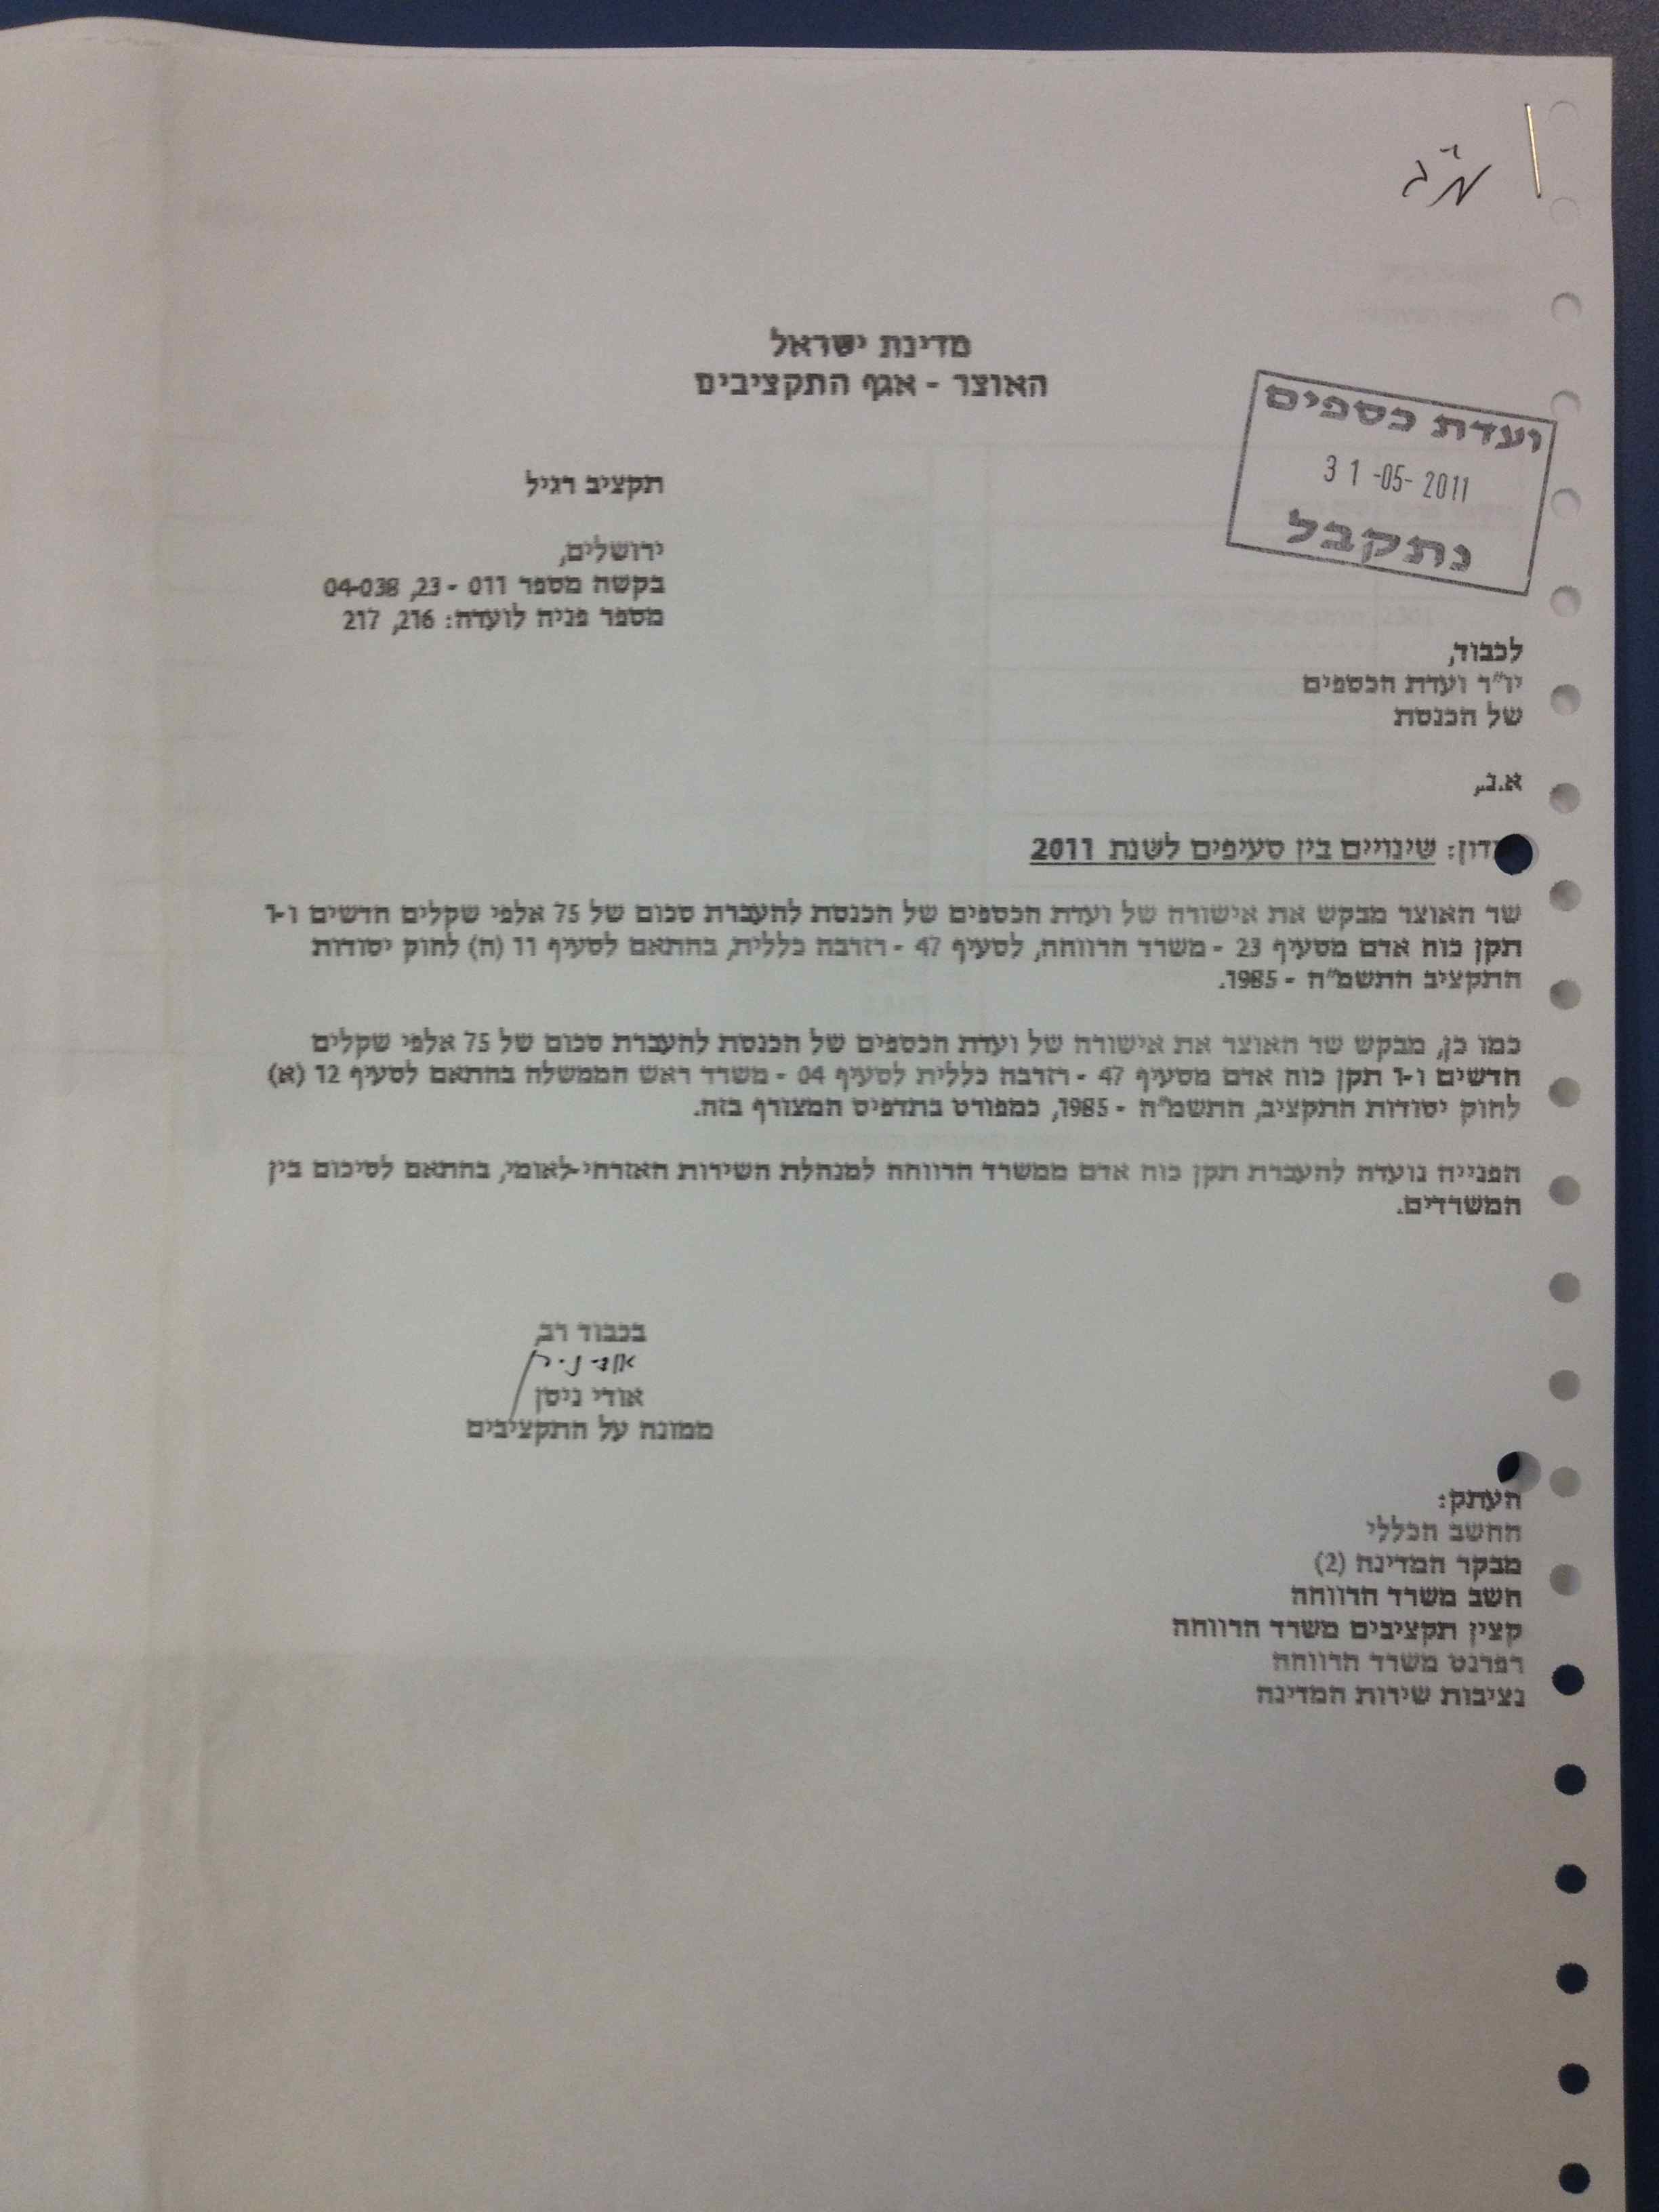 מ"ג
מדינת ישראל
האוצר - אגף התקציבים
ועדת כספים
31-05-2011
נתקבל
תקציב רגיל
ירושלים,
בקשה מספר 011 - 23, 04-038
מספר פניה לועדה: 216, 217
לכבוד,
יו"ר ועדת הכספים
של הכנסת
א.נ.,
דון: שינויים בין סעיפים לשנת 2011
שר האוצר מבקש את אישורה של ועדת הכספים של הכנסת להעברת סכום של 75 אלפי שקלים חדשים ו-1
תקן כוח אדם מסעיף 23 - משרד הרווחה, לסעיף 47 - רזרבה כללית, בהתאם לסעיף 11 (ה) לחוק יסודות
התקציב התשמ"ה - 1985.
כמו כן, מבקש שר האוצר את אישורה של ועדת הכספים של הכנסת להעברת סכום של 75 אלפי שקלים
חדשים ו-1 תקן כוח אדם מסעיף 47 - רזרבה כללית לסעיף 04 - משרד ראש הממשלה בהתאם לסעיף 12 (א)
לחוק יסודות התקציב, התשמ"ה - 1985, כמפורט בתדפיס המצורף בזה.
הפנייה נועדה להעברת תקן כוח אדם ממשרד הרווחה למנהלת השירות האזרחי-לאומי, בהתאם לסיכום בין
המשרדים.
בכבוד רב,
אודי ניסן
ממונה על התקציבים
העתק:
החשב הכללי
מבקר המדינה (2)
חשב משרד הרווחה
קצין תקציבים משרד הרווחה
רפרנט משרד הרווחה
נציבות שירות המדינה